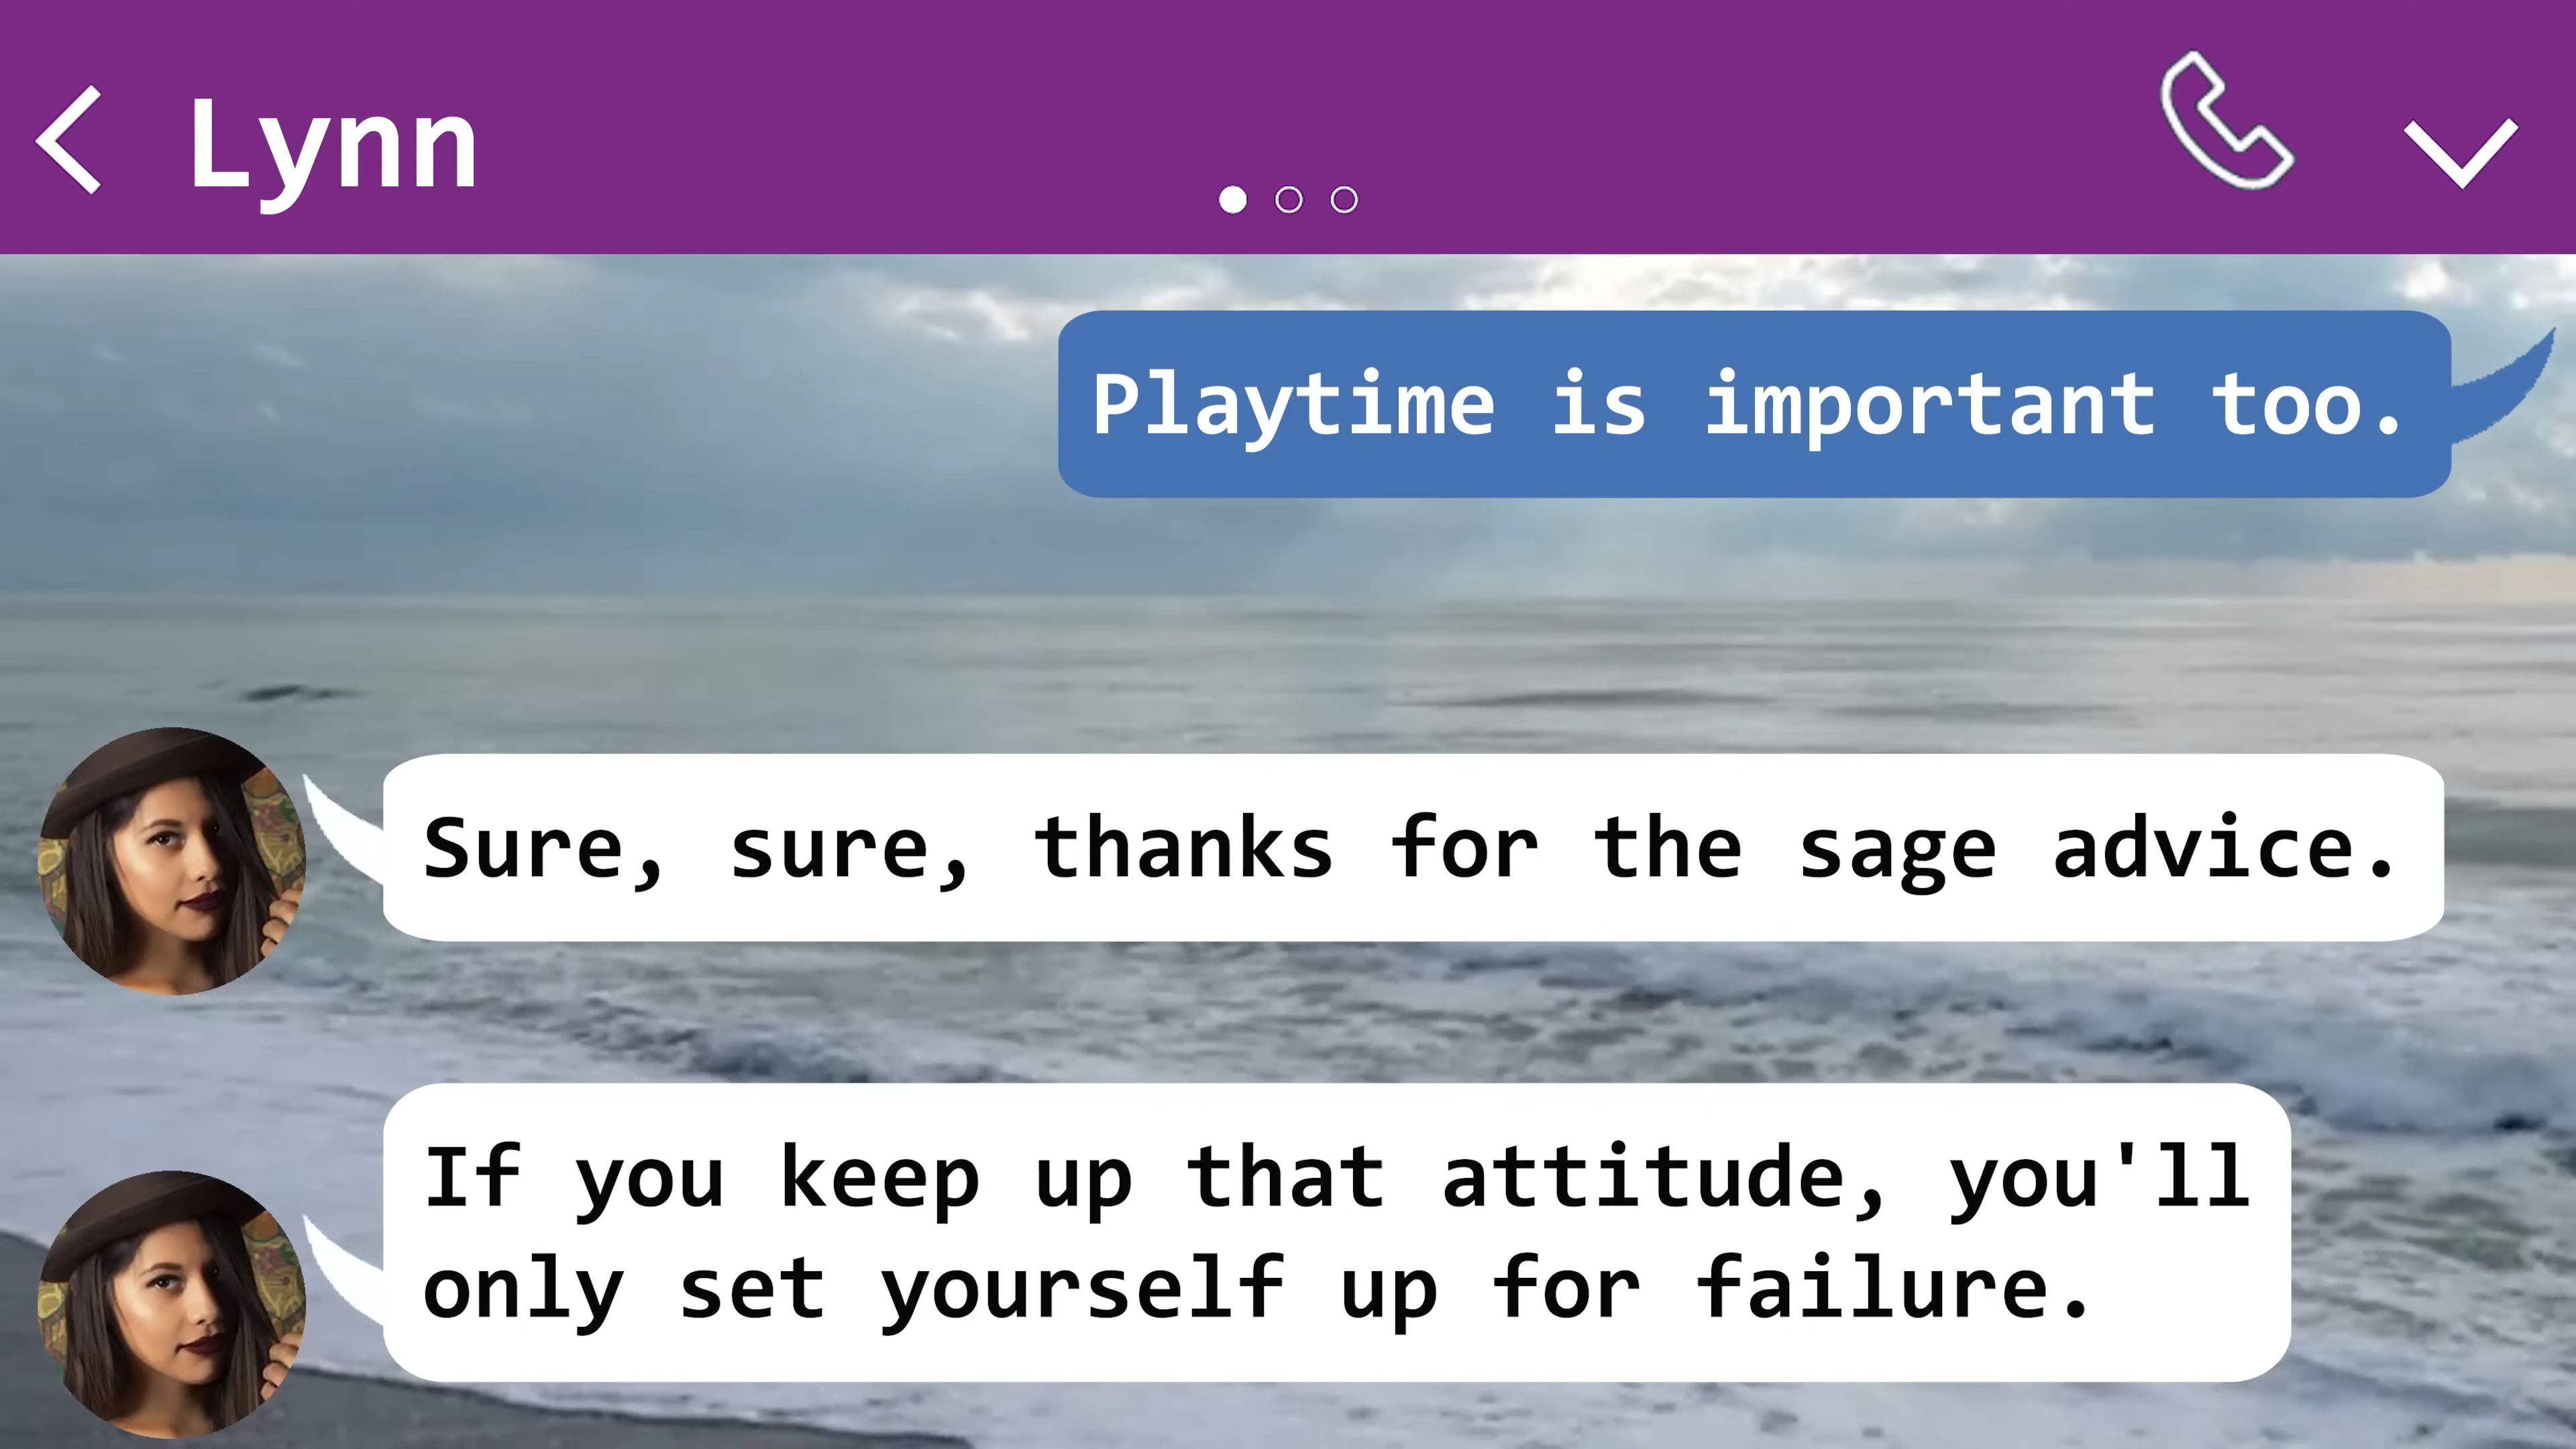 Lynn
Playtime is important too.
Sure, sure, thanks for the sage advice.
If you keep up that attitude, you'll
only set yourself up for failure.